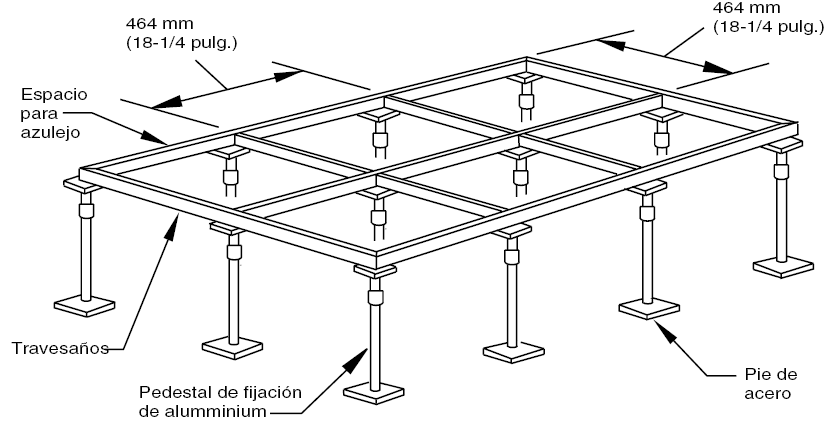 464 mm
(18-1/4 pulg.)
464 mm
(18-1/4 pulg.)
Espacio
para
azulejo
Travesaños
Pedestal de fijación
de alumminium
Pie de
acero